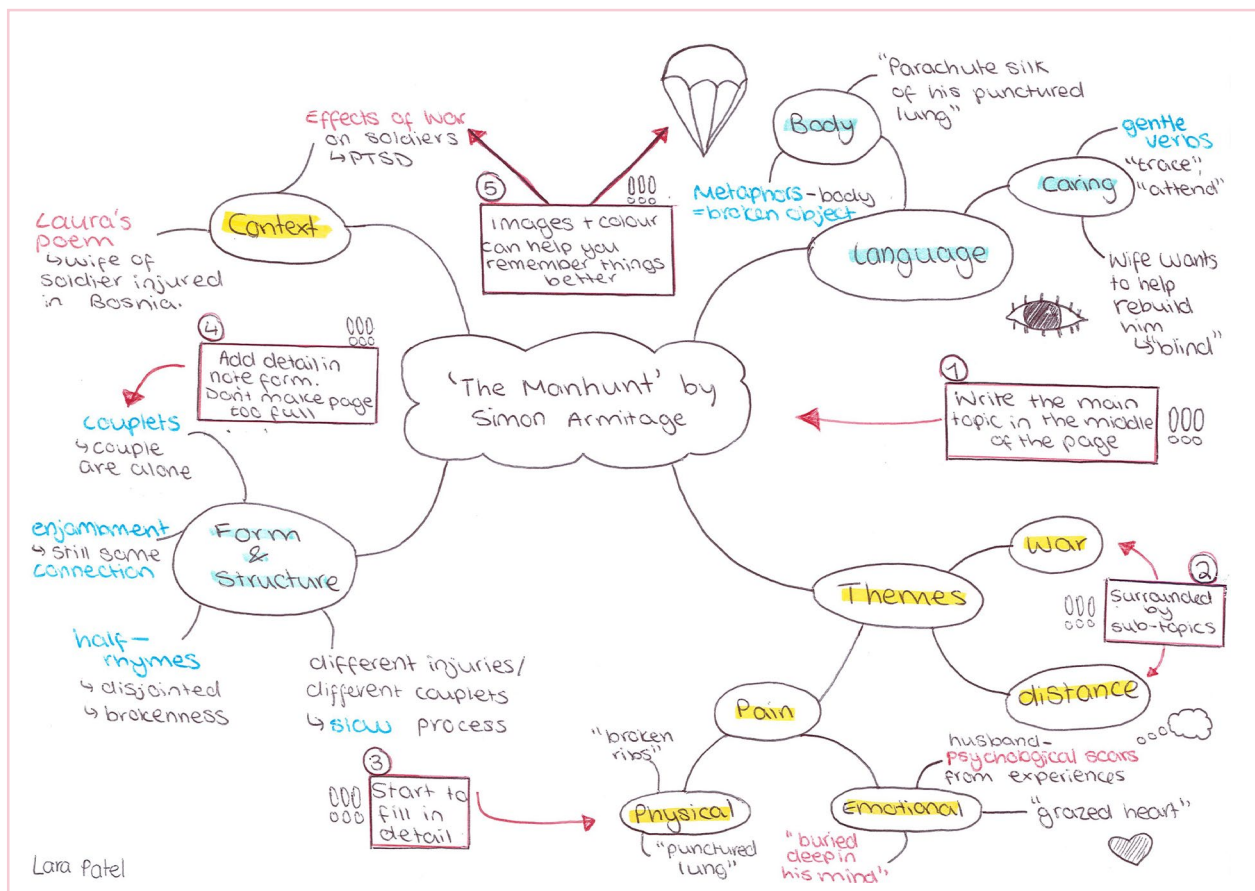 'The Manhunt' by
Simon Armitage
Context
Effects of War
on soldiers
↳PTSD
Laura's
poem
↳wife of
soldier injured
in Bosnia.
⑤
images + colour
can help you
remember things
better
Language
Body
"Parachute silk
of his punctured
lung"
Metaphors-body
=broken object
Caring
gentle
verbs
"trace",
"attend"
Wife wants
to help
rebuild
him
↳"blind"
①
Write the main
topic in the middle
of the page
④
Add detail in
note form.
Don't make page
too full
Form
&
Structure
couplets
↳couple
are alone
enjambment
↳still some
connection
half-
rhymes
↳disjointed
↳brokenness
different injuries/
different couplets
↳slow process
Themes
War
②
Surrounded
by
sub-topics
distance
Pain
③
Start to
fill in
detail
Physical
"broken
ribs"
"punctured
lung"
Emotional
husband-
psychological scars
from experiences
"grazed heart"
"buried
deep in
his mind"
Lara Patel